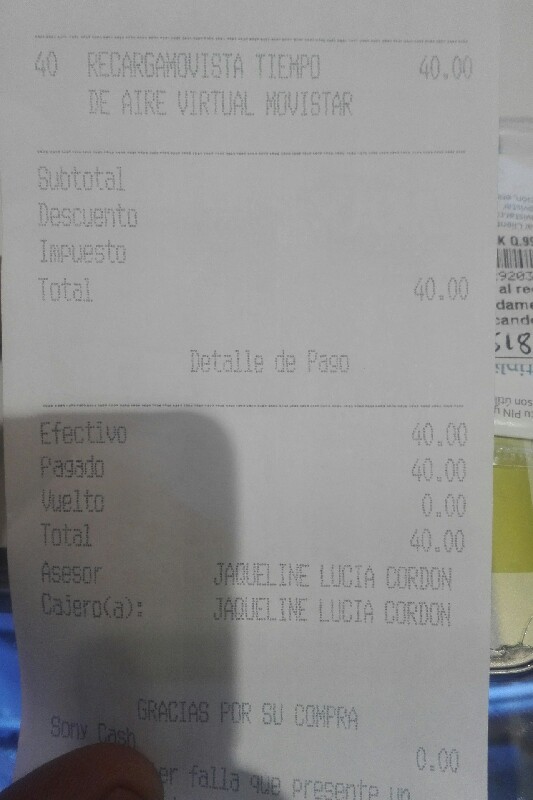 40 RECARGAMOVISTA TIEMPO 40.00
DE AIRE VIRTUAL MOVISTAR
Subtotal
Descuento
Impuesto
Total 40.00
Detalle de Pago
Efectivo 40.00
Pagado 40.00
Vuelto 0.00
Total 40.00
Asesor JAQUELINE LUCIA CORDON
Cajero(a): JAQUELINE LUCIA CORDON
GRACIAS POR SU COMPRA
Sony Cash 0.00
er falla que presente un
K 0.99
9203
al re
dame
cand
518